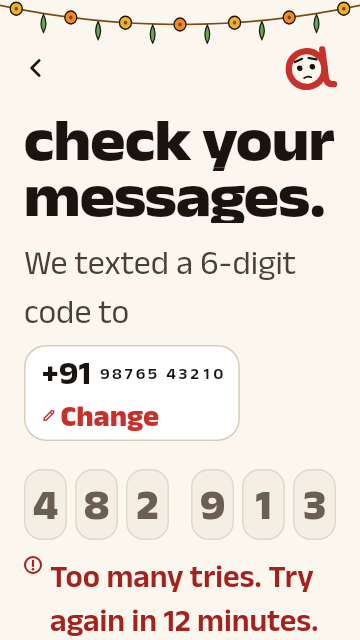 check your
messages.
We texted a 6-digit
code to
+91 98765 43210
Change
4 8 2 9 1 3
Too many tries. Try
again in 12 minutes.